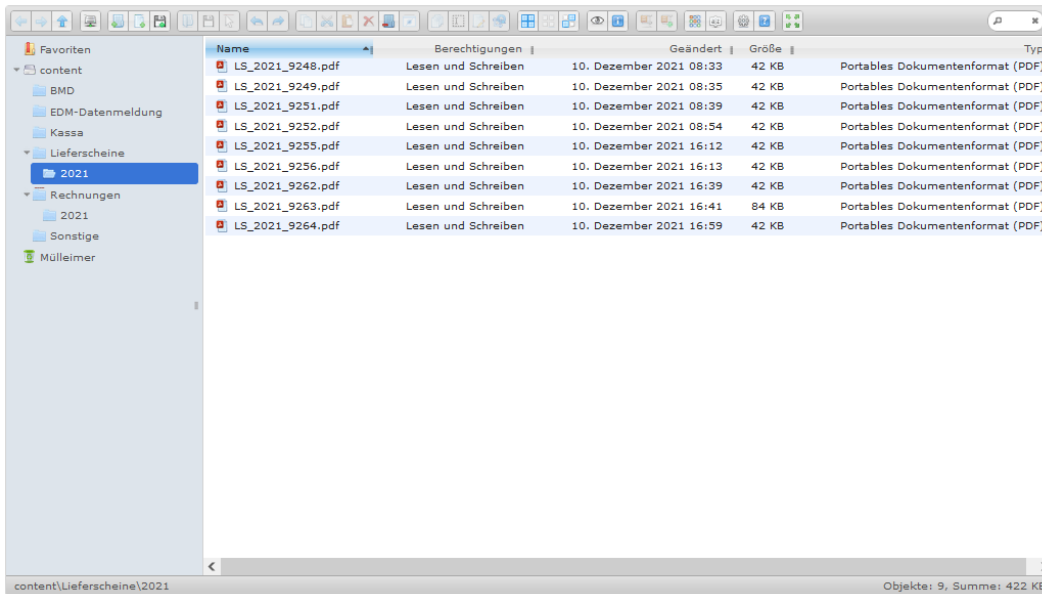 Favoriten
content
BMD
EDM-Datenmeldung
Kassa
Lieferscheine
2021
Rechnungen
2021
Sonstige
Mülleimer
Name Berechtigungen Geändert Größe Typ
LS_2021_9248.pdf Lesen und Schreiben 10. Dezember 2021 08:33 42 KB Portables Dokumentenformat (PDF)
LS_2021_9249.pdf Lesen und Schreiben 10. Dezember 2021 08:35 42 KB Portables Dokumentenformat (PDF)
LS_2021_9251.pdf Lesen und Schreiben 10. Dezember 2021 08:39 42 KB Portables Dokumentenformat (PDF)
LS_2021_9252.pdf Lesen und Schreiben 10. Dezember 2021 08:54 42 KB Portables Dokumentenformat (PDF)
LS_2021_9255.pdf Lesen und Schreiben 10. Dezember 2021 16:12 42 KB Portables Dokumentenformat (PDF)
LS_2021_9256.pdf Lesen und Schreiben 10. Dezember 2021 16:13 42 KB Portables Dokumentenformat (PDF)
LS_2021_9262.pdf Lesen und Schreiben 10. Dezember 2021 16:39 42 KB Portables Dokumentenformat (PDF)
LS_2021_9263.pdf Lesen und Schreiben 10. Dezember 2021 16:41 84 KB Portables Dokumentenformat (PDF)
LS_2021_9264.pdf Lesen und Schreiben 10. Dezember 2021 16:59 42 KB Portables Dokumentenformat (PDF)
content\Lieferscheine\2021 Objekte: 9, Summe: 422 KB